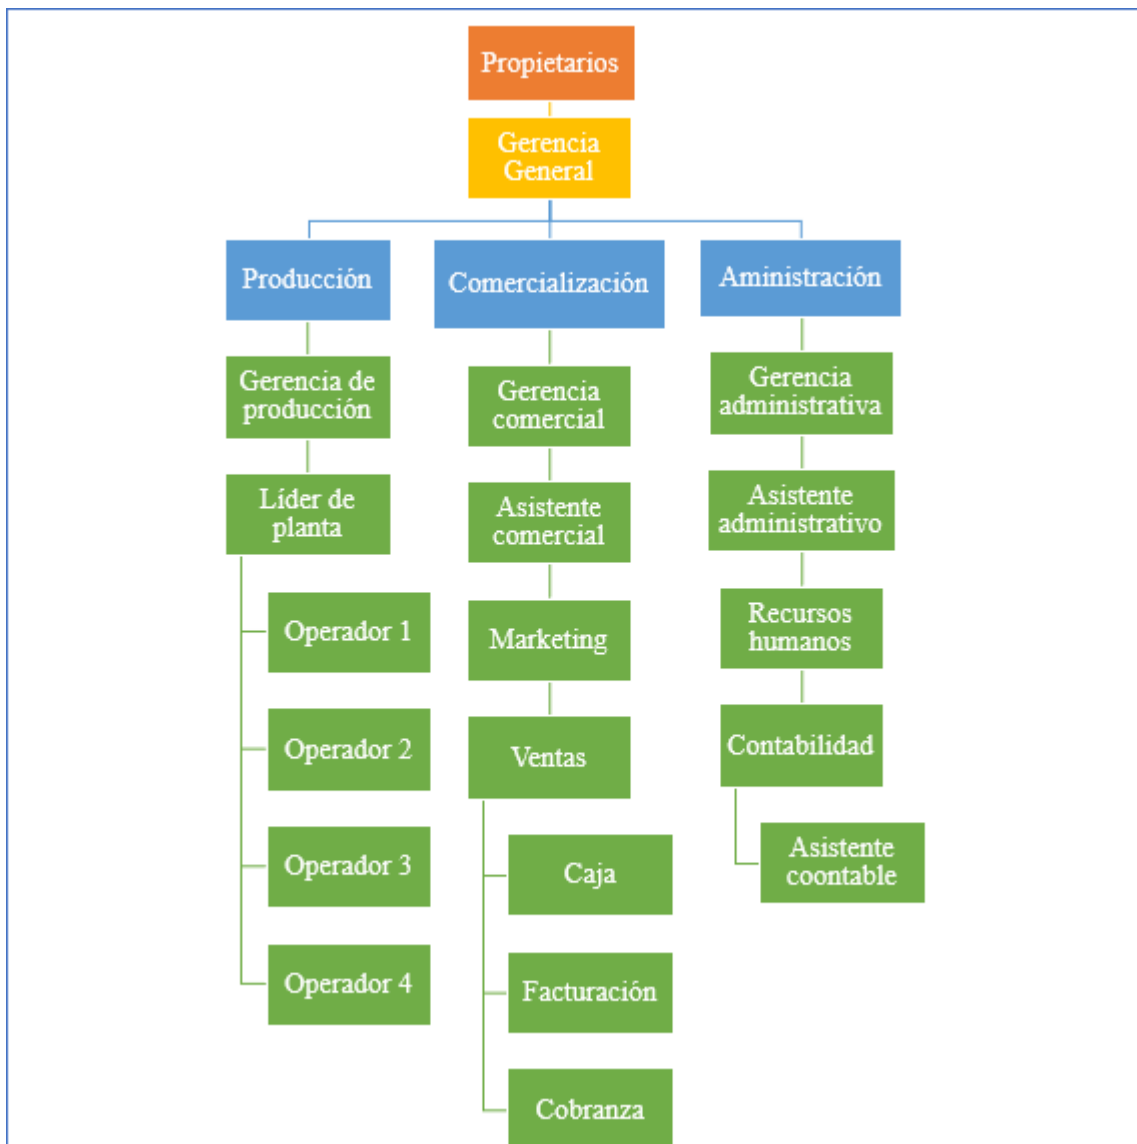 Propietarios
Gerencia
General
Producción
Comercialización
Aministración
Gerencia de
producción
Gerencia
comercial
Gerencia
administrativa
Líder de
planta
Asistente
comercial
Asistente
administrativo
Operador 1
Marketing
Recursos
humanos
Operador 2
Ventas
Contabilidad
Operador 3
Caja
Asistente
coontable
Operador 4
Facturación
Cobranza